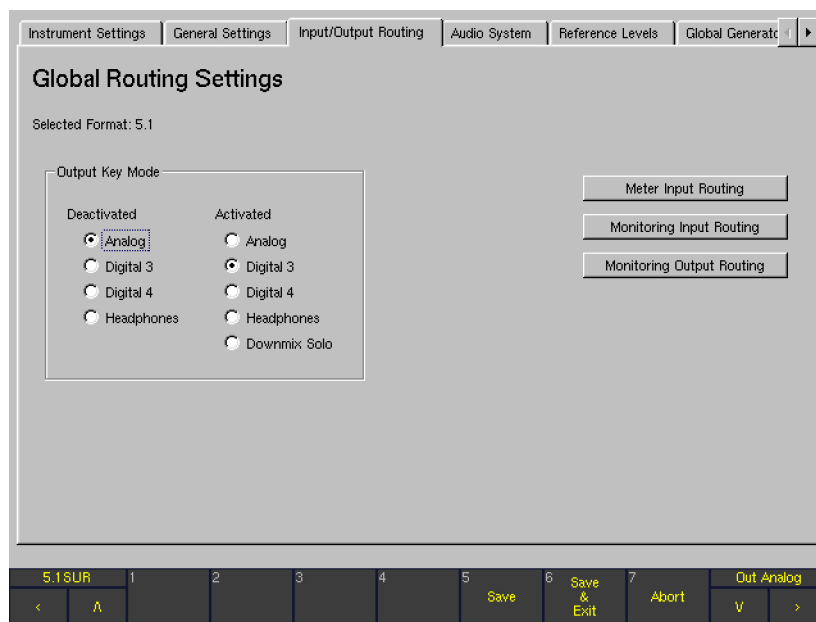 Instrument Settings General Settings Input/Output Routing Audio System Reference Levels Global Generato
Global Routing Settings
Selected Format: 5.1
Output Key Mode
Deactivated Activated
Analog Analog
Digital 3 Digital 3
Digital 4 Digital 4
Headphones Headphones
Downmix Solo
Meter Input Routing
Monitoring Input Routing
Monitoring Output Routing
5.1SUR 1 2 3 4 5 6 7 Out Analog
< Λ Save Save & Exit Abort V >